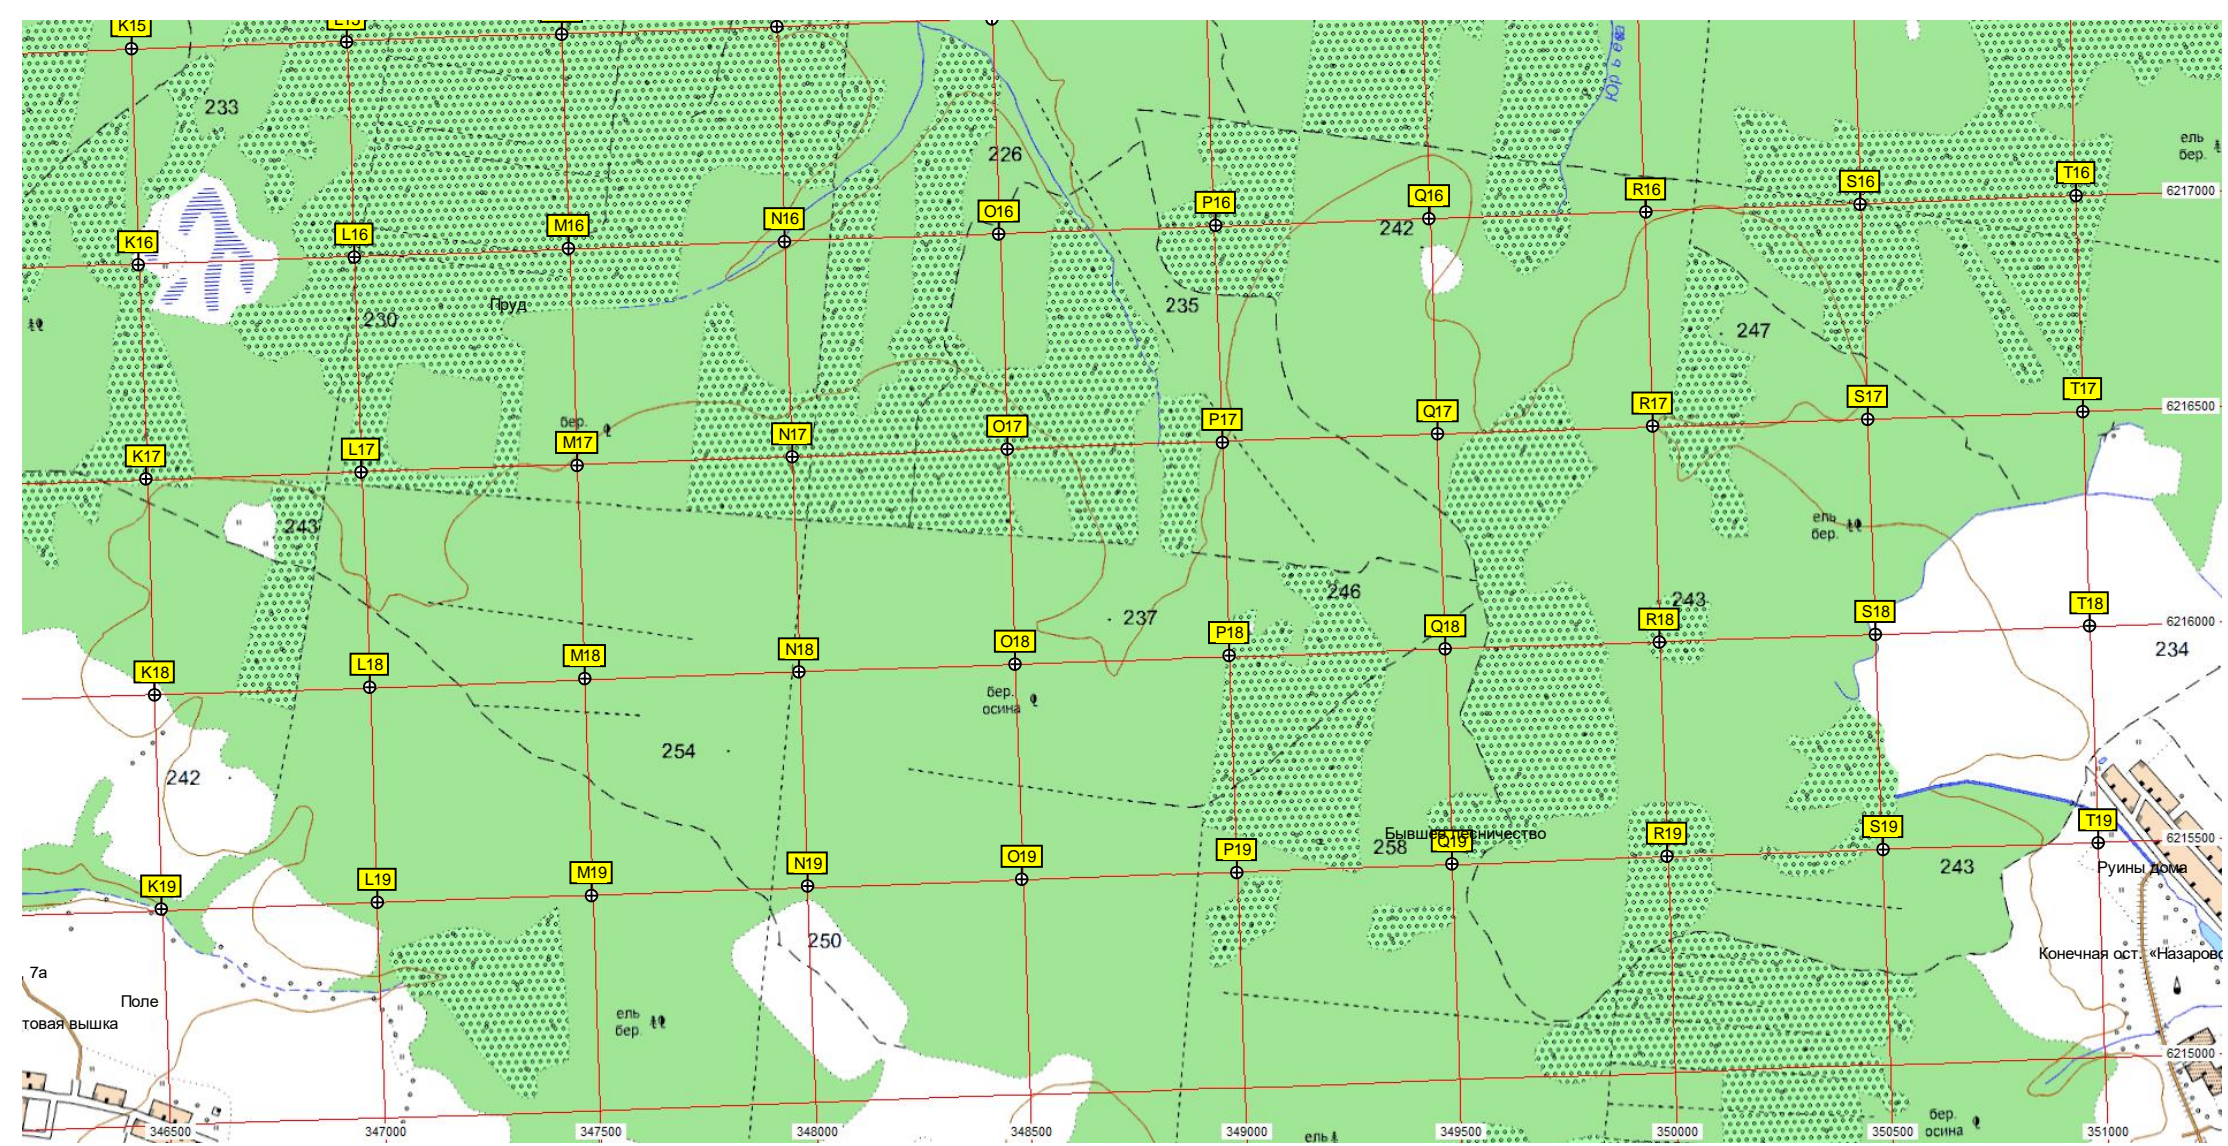 K15
Юрьевв
233
226
ель
бер.
K16
L16
M16
N16
O16
P16
Q16
R16
S16
T16
6217000
242
230
Пруд
235
247
бер.
K17
L17
M17
N17
O17
P17
Q17
R17
S17
T17
6216500
243
ель
бер.
246
237
243
K18
L18
M18
N18
O18
P18
Q18
R18
S18
T18
6216000
234
бер.
осина
254
242
Бывшее лесничество
258
K19
L19
M19
N19
O19
P19
Q19
R19
S19
T19
6215500
243
Руины дома
250
Конечная ост. «Назарово
7а
Поле
товая вышка
ель
бер.
6215000
бер.
осина
ель
346500
347000
347500
348000
348500
349000
349500
350000
350500
351000